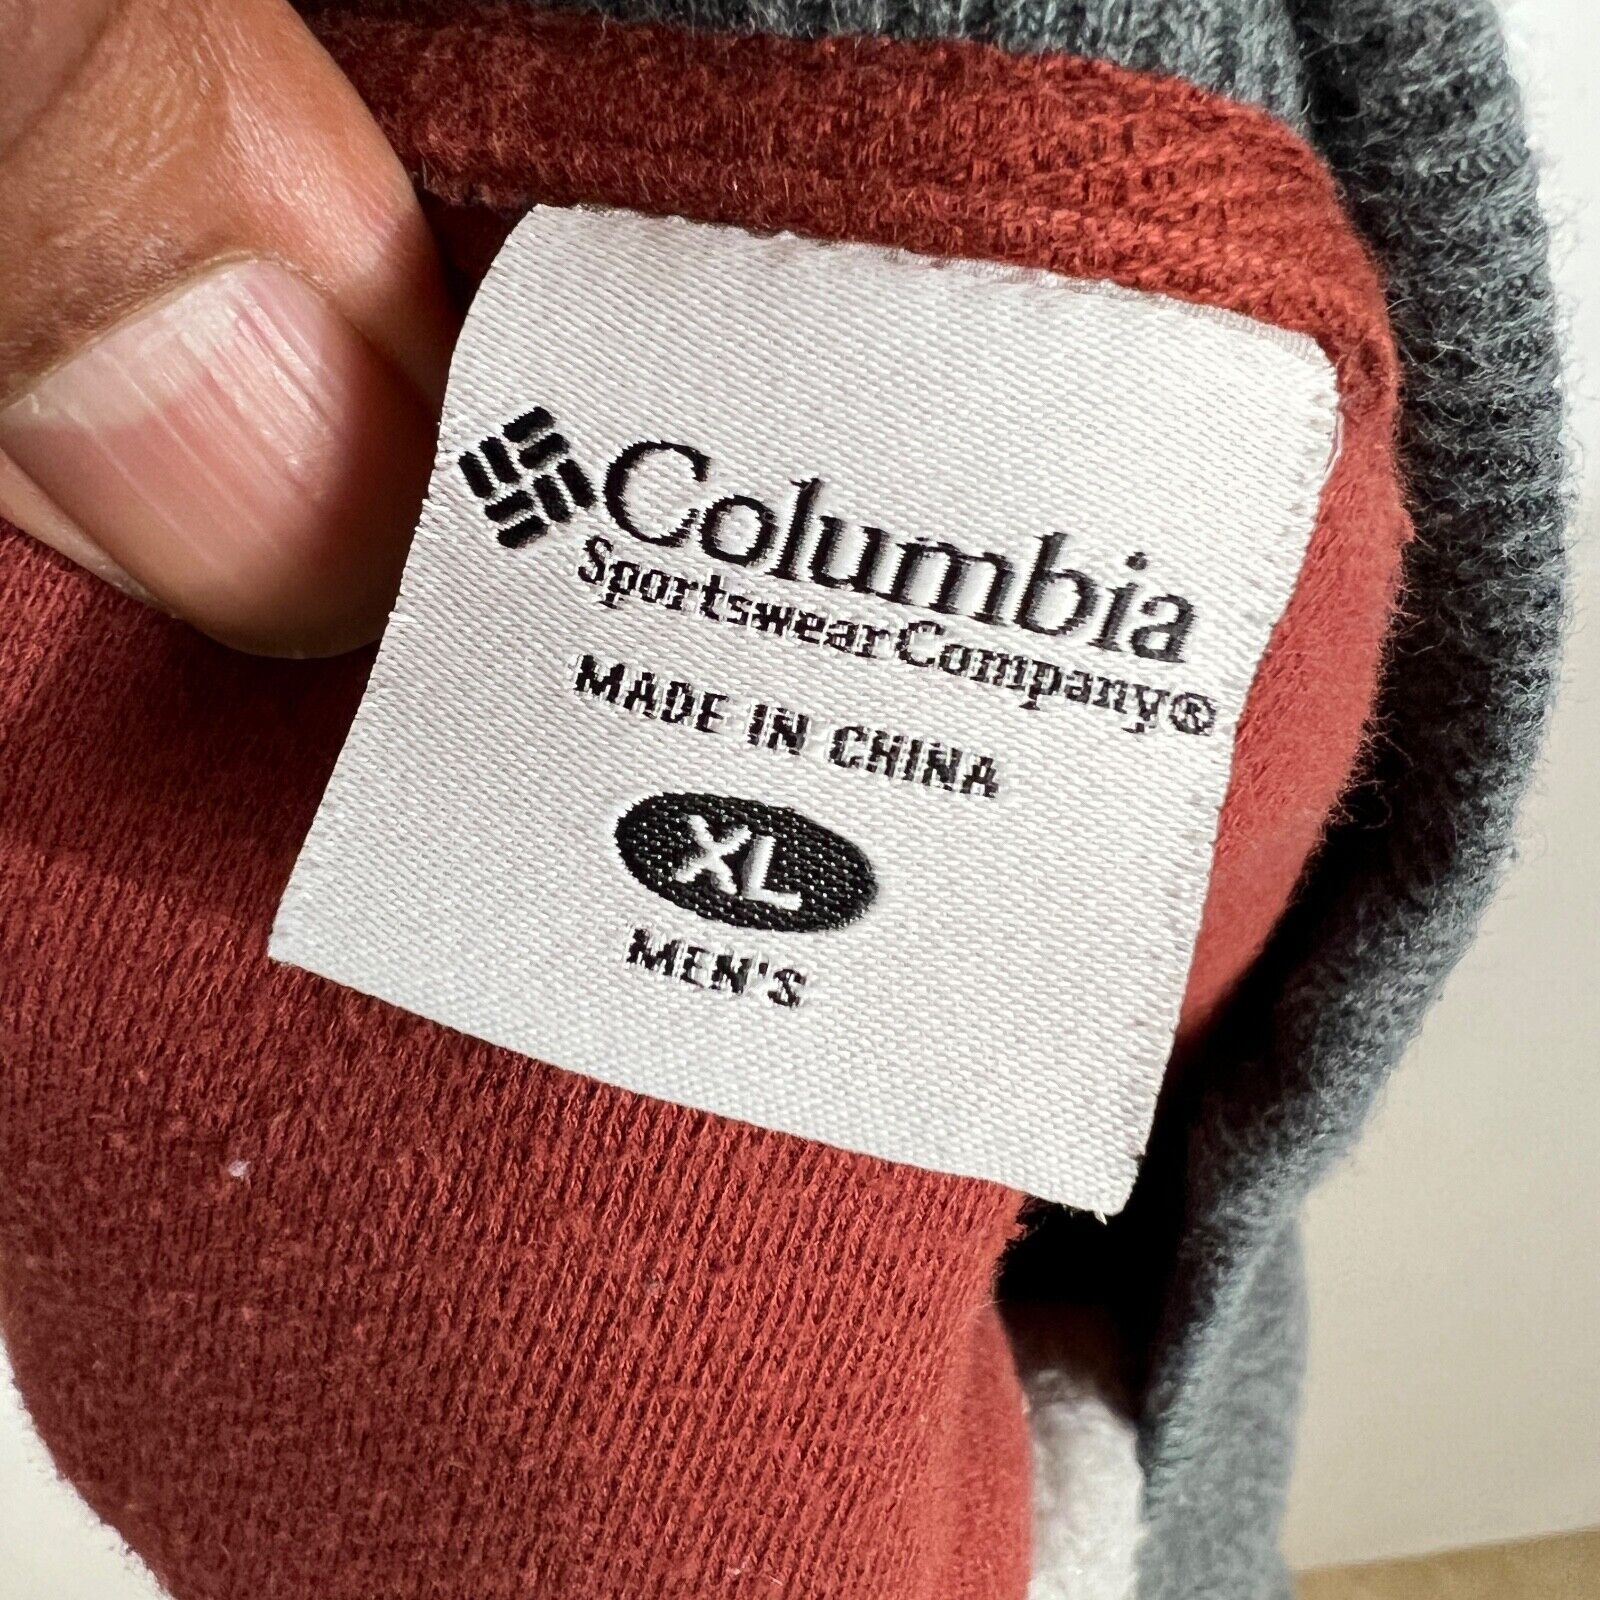 Columbia
Sportswear Company®
MADE IN CHINA
XL
MEN'S